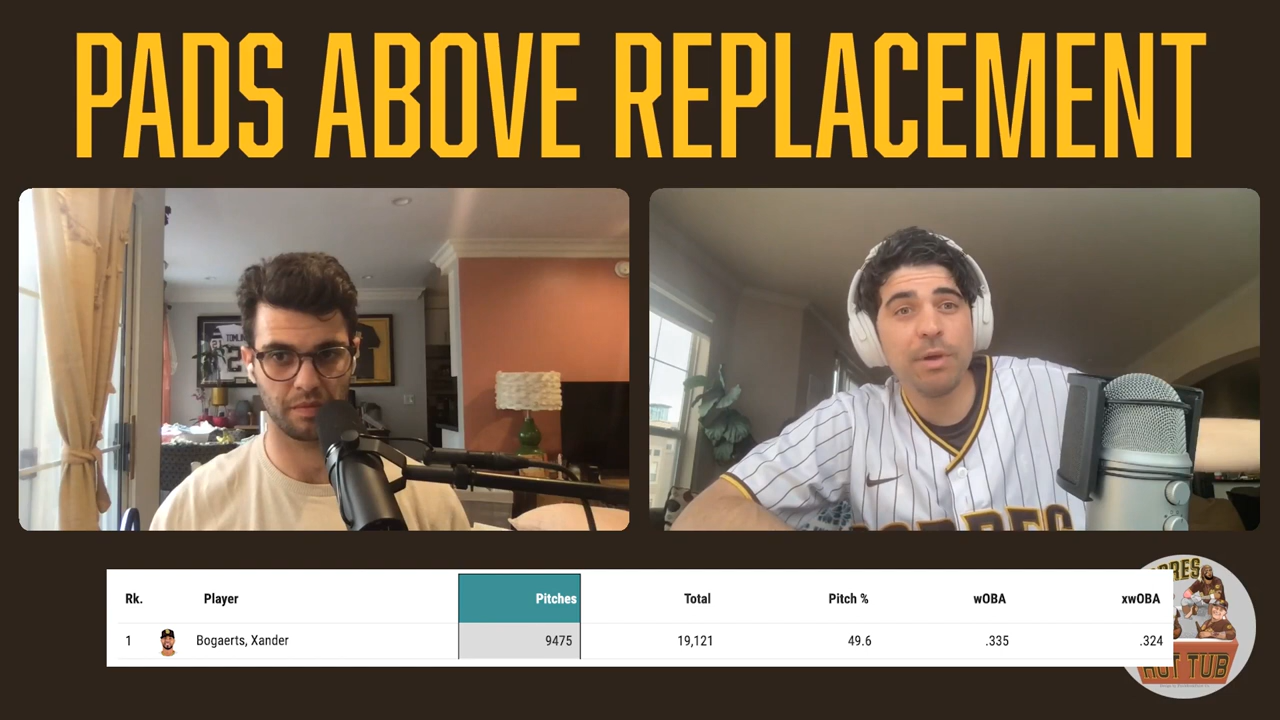 PADS ABOVE REPLACEMENT
TOMLIN
Rk. Player Pitches Total Pitch % wOBA xwOBA
1 Bogaerts, Xander 9475 19,121 49.6 .335 .324
HOT TUB